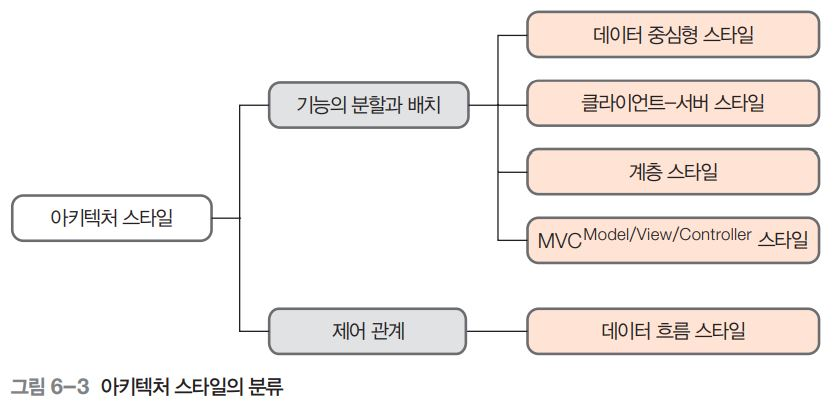 데이터 중심형 스타일
기능의 분할과 배치
클라이언트-서버 스타일
계층 스타일
아키텍처 스타일
MVC Model/View/Controller 스타일
제어 관계
데이터 흐름 스타일
그림 6-3 아키텍처 스타일의 분류